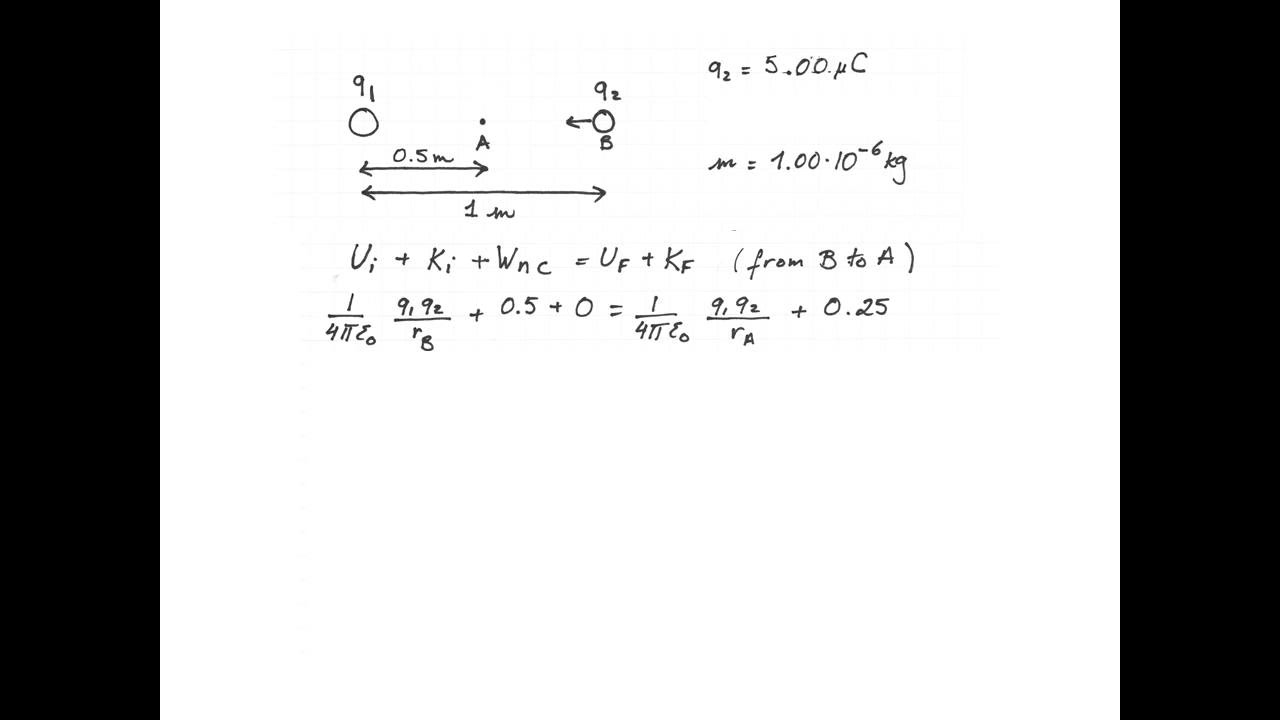 q₁
q₂
q₂ = 5.00 μC
A
B
0.5 m
m = 1.00·10⁻⁶ kg
1 m
Uᵢ + Kᵢ + Wnc = UF + KF (from B to A)
1/4πε₀ q₁q₂/rB + 0.5 + 0 = 1/4πε₀ q₁q₂/rA + 0.25